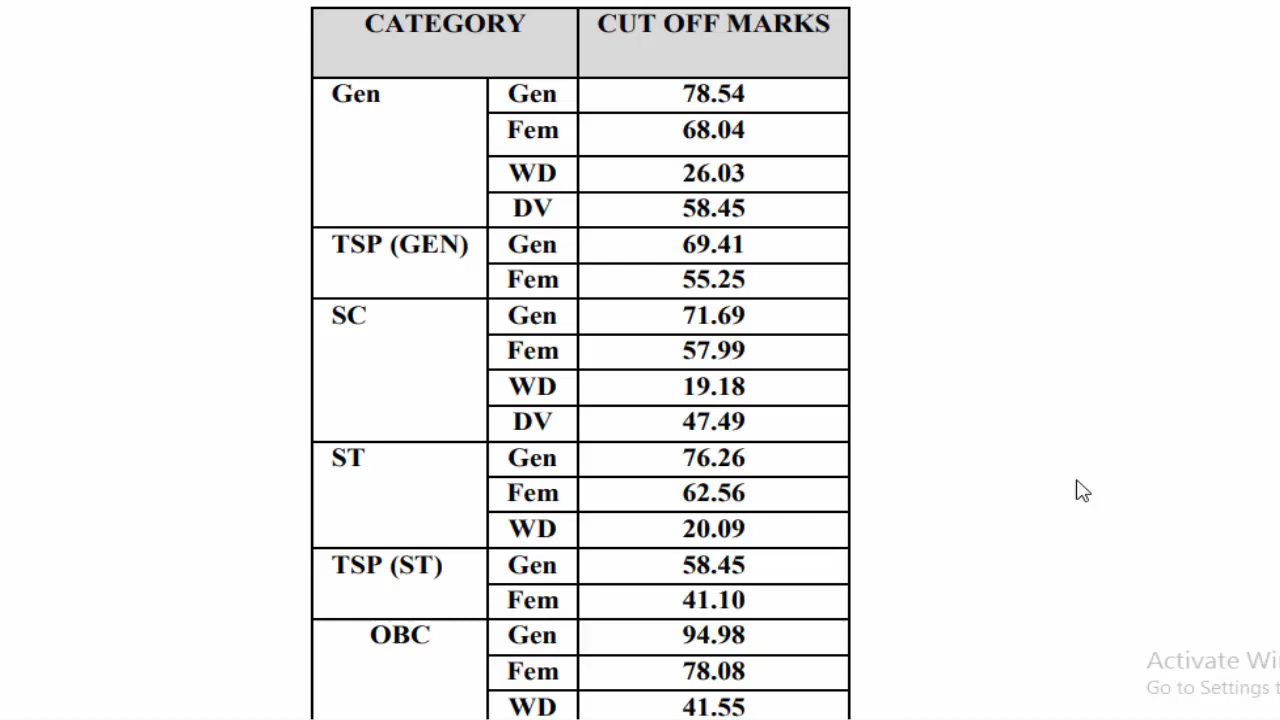 CATEGORY CUT OFF MARKS
Gen Gen 78.54
Fem 68.04
WD 26.03
DV 58.45
TSP (GEN) Gen 69.41
Fem 55.25
SC Gen 71.69
Fem 57.99
WD 19.18
DV 47.49
ST Gen 76.26
Fem 62.56
WD 20.09
TSP (ST) Gen 58.45
Fem 41.10
OBC Gen 94.98
Fem 78.08
WD 41.55
Activate Wi
Go to Settings t